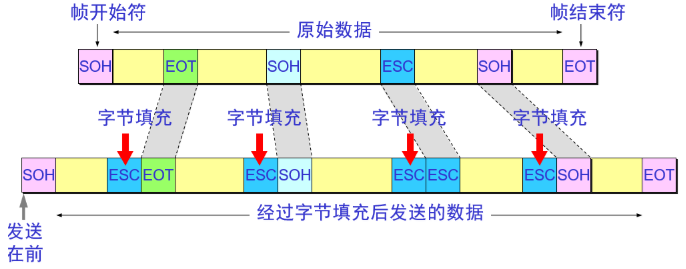 帧开始符
原始数据
帧结束符
SOH EOT SOH ESC SOH EOT
字节填充 字节填充 字节填充 字节填充
SOH ESC EOT ESC SOH ESC ESC ESC SOH EOT
经过字节填充后发送的数据
发送
在前